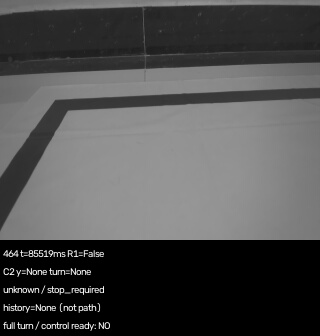 464 t=85519ms R1=False
C2 y=None turn=None
unknown / stop_required
history=None (not path)
full turn / control ready: NO